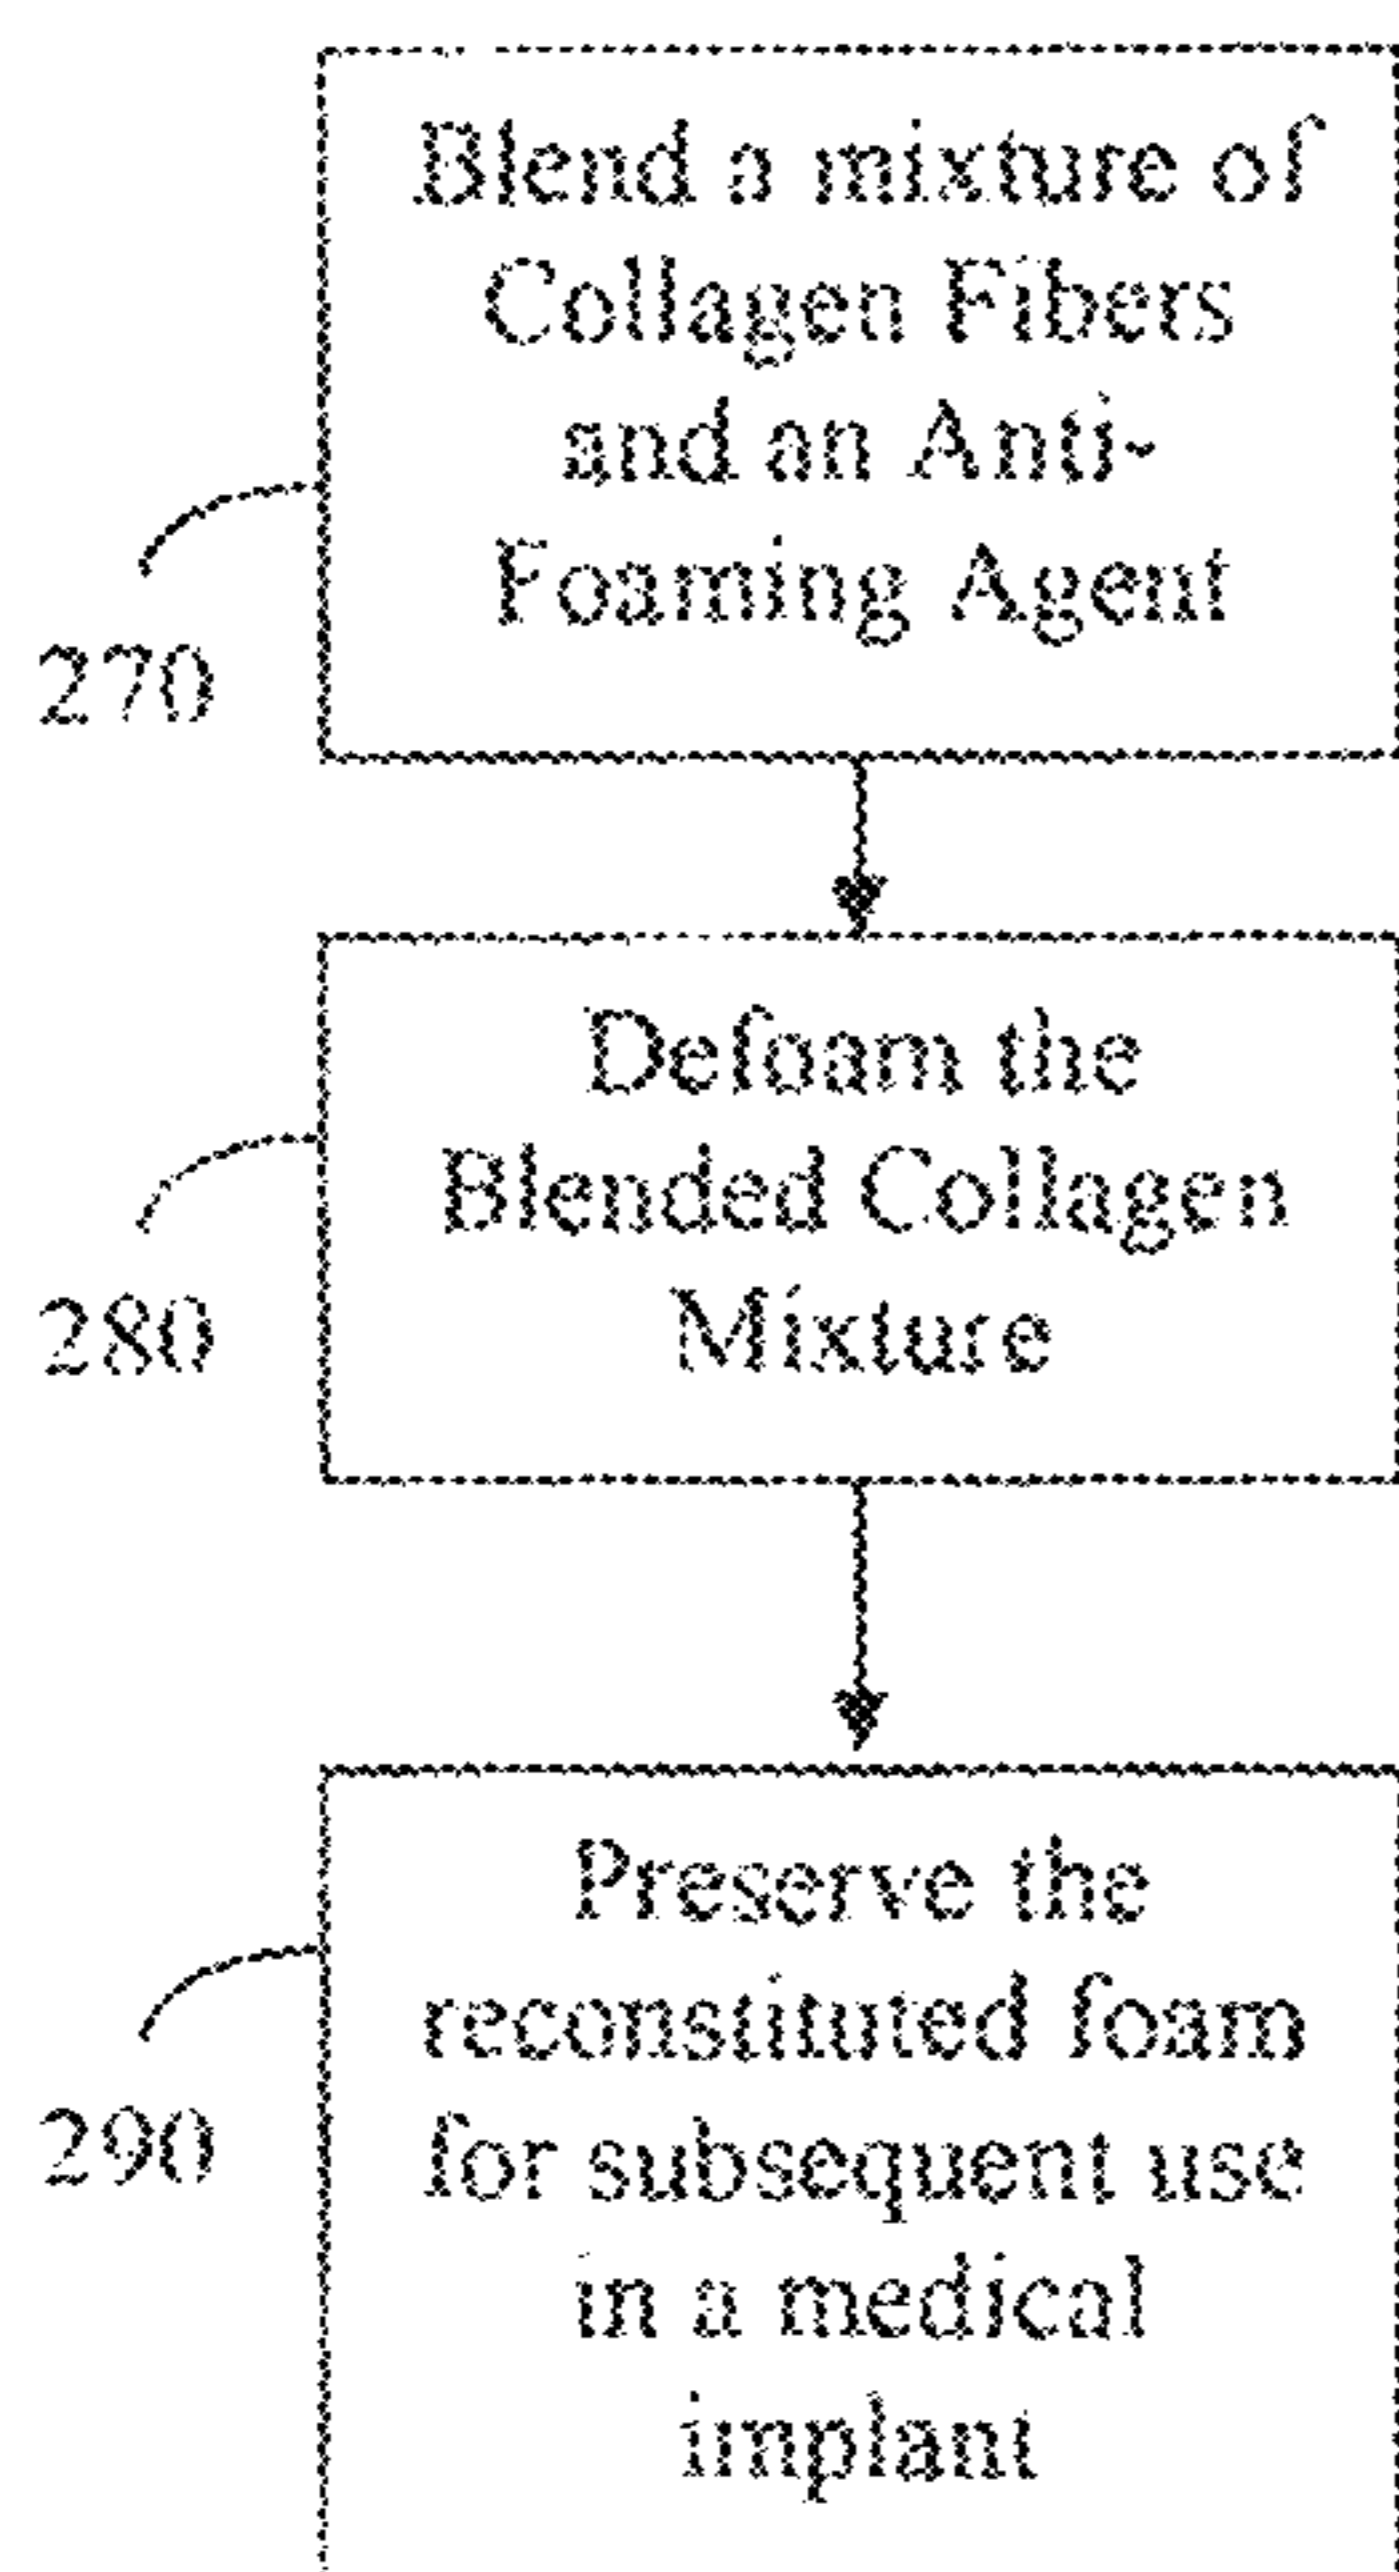 Blend a mixture of
Collagen Fibers
and an Anti-
Foaming Agent
270
Defoam the
Blended Collagen
Mixture
280
Preserve the
reconstituted foam
for subsequent use
in a medical
implant
290